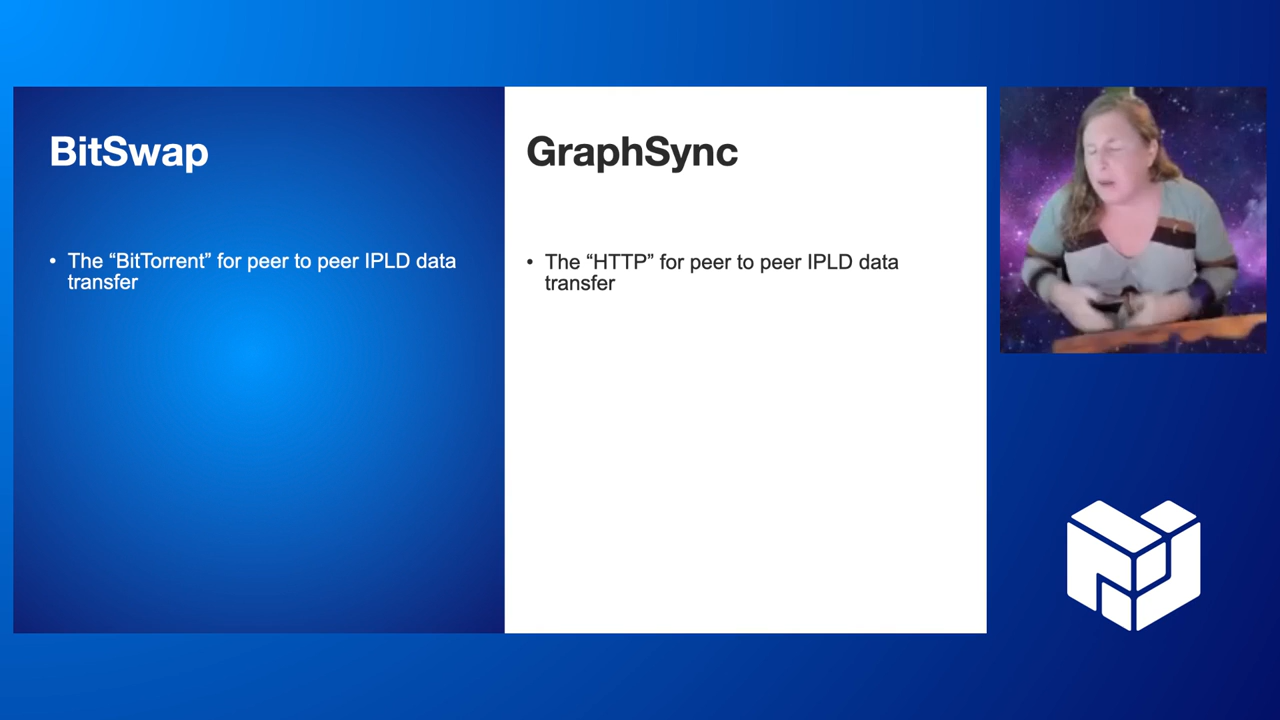 BitSwap
• The “BitTorrent” for peer to peer IPLD data
transfer
GraphSync
• The “HTTP” for peer to peer IPLD data
transfer